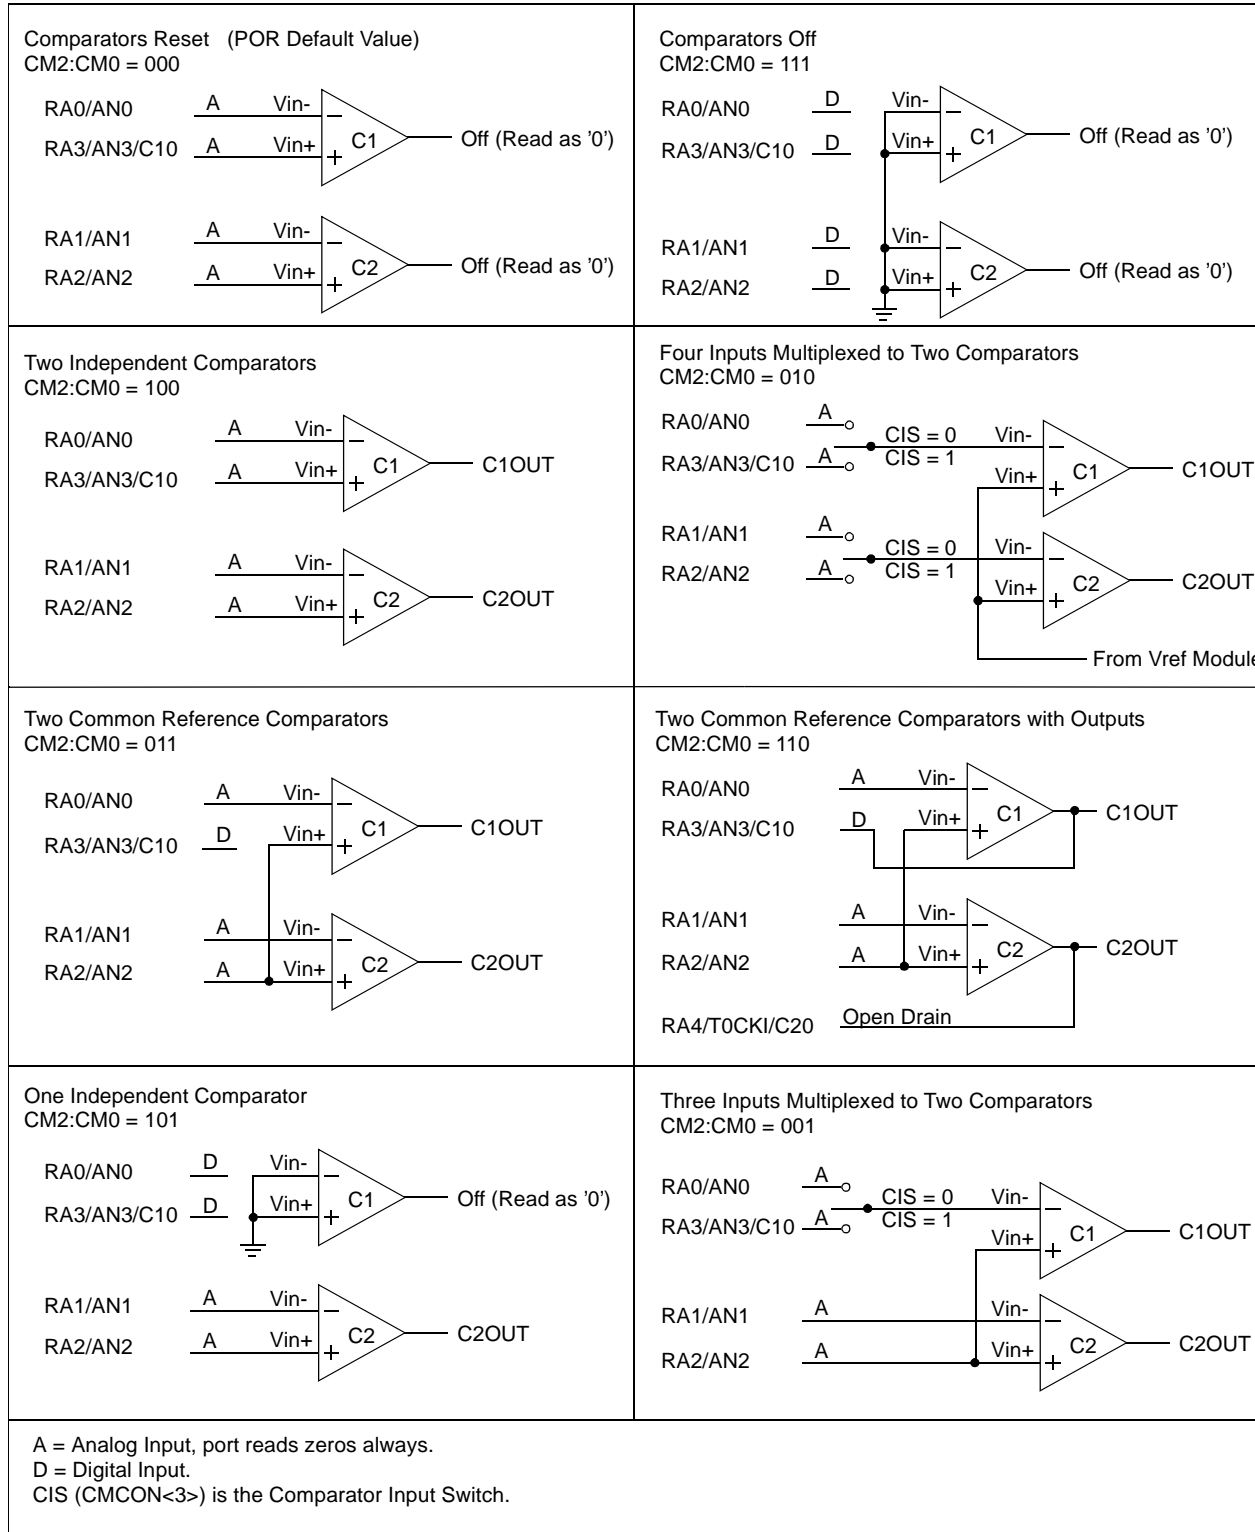 Comparators Reset (POR Default Value)
CM2:CM0 = 000
RA0/AN0 A Vin-
RA3/AN3/C10 A Vin+
C1 Off (Read as '0')
RA1/AN1 A Vin-
RA2/AN2 A Vin+
C2 Off (Read as '0')
Comparators Off
CM2:CM0 = 111
RA0/AN0 D Vin-
RA3/AN3/C10 D Vin+
C1 Off (Read as '0')
RA1/AN1 D Vin-
RA2/AN2 D Vin+
C2 Off (Read as '0')
Two Independent Comparators
CM2:CM0 = 100
RA0/AN0 A Vin-
RA3/AN3/C10 A Vin+
C1 C1OUT
RA1/AN1 A Vin-
RA2/AN2 A Vin+
C2 C2OUT
Four Inputs Multiplexed to Two Comparators
CM2:CM0 = 010
RA0/AN0 A
CIS = 0 Vin-
RA3/AN3/C10 A CIS = 1
Vin+ C1 C1OUT
RA1/AN1 A
CIS = 0 Vin-
RA2/AN2 A CIS = 1
Vin+ C2 C2OUT
From Vref Module
Two Common Reference Comparators
CM2:CM0 = 011
RA0/AN0 A Vin-
RA3/AN3/C10 D Vin+
C1 C1OUT
RA1/AN1 A Vin-
RA2/AN2 A Vin+
C2 C2OUT
Two Common Reference Comparators with Outputs
CM2:CM0 = 110
RA0/AN0 A Vin-
RA3/AN3/C10 D Vin+
C1 C1OUT
RA1/AN1 A Vin-
RA2/AN2 A Vin+
C2 C2OUT
RA4/T0CKI/C20 Open Drain
One Independent Comparator
CM2:CM0 = 101
RA0/AN0 D Vin-
RA3/AN3/C10 D Vin+
C1 Off (Read as '0')
RA1/AN1 A Vin-
RA2/AN2 A Vin+
C2 C2OUT
Three Inputs Multiplexed to Two Comparators
CM2:CM0 = 001
RA0/AN0 A
CIS = 0 Vin-
RA3/AN3/C10 A CIS = 1
Vin+ C1 C1OUT
RA1/AN1 A Vin-
RA2/AN2 A Vin+
C2 C2OUT
A = Analog Input, port reads zeros always.
D = Digital Input.
CIS (CMCON<3>) is the Comparator Input Switch.